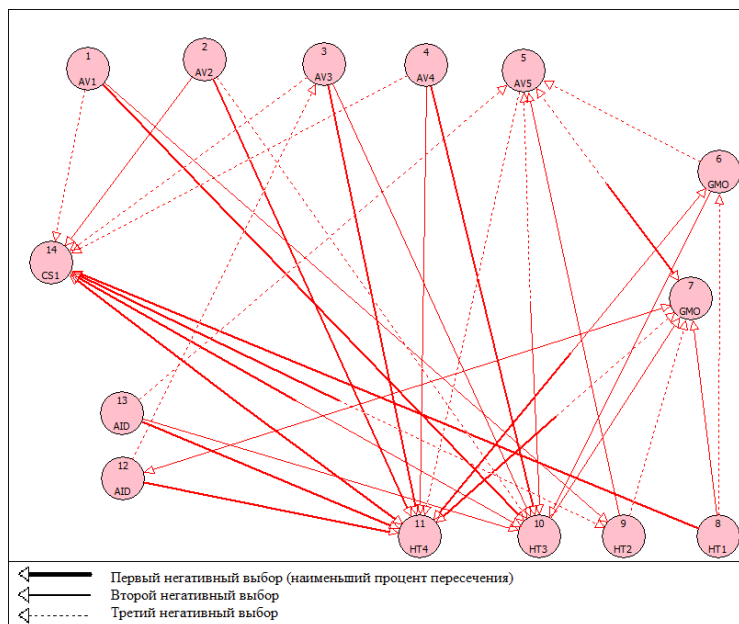 1
AV1
2
AV2
3
AV3
4
AV4
5
AV5
6
GMO
7
GMO
14
CS1
13
AID
12
AID
11
HT4
10
HT3
9
HT2
8
HT1
Первый негативный выбор (наименьший процент пересечения)
Второй негативный выбор
Третий негативный выбор